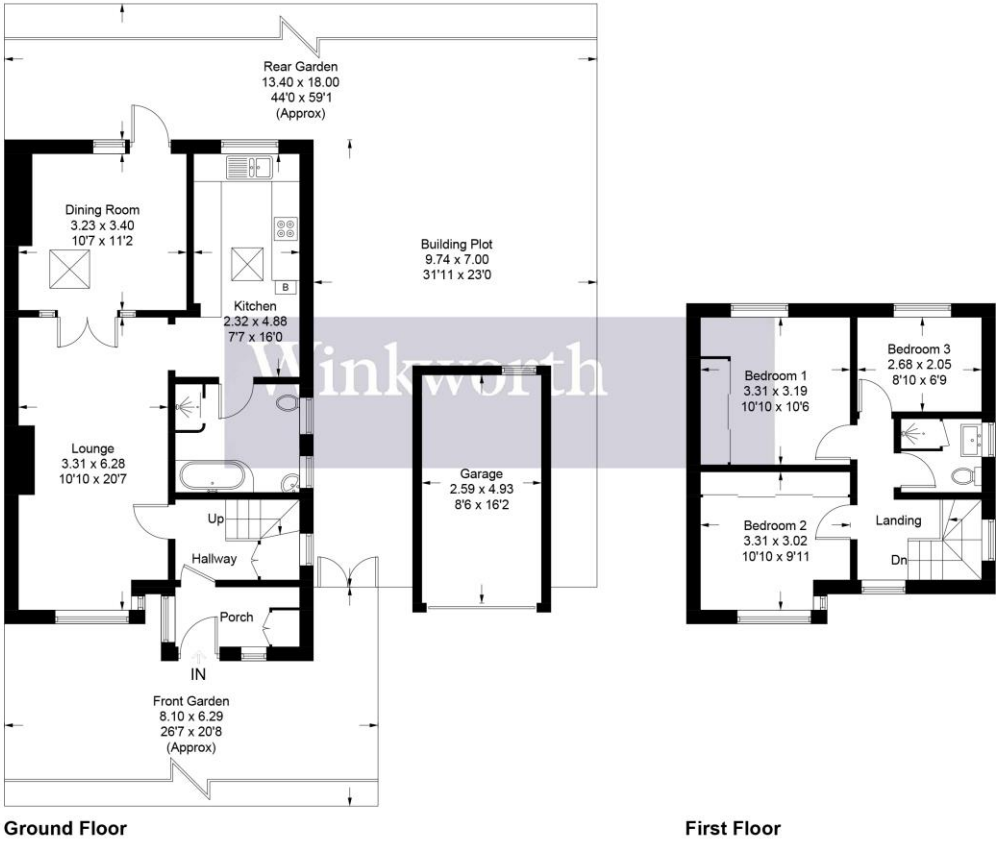 Rear Garden
13.40 x 18.00
44'0 x 59'1
(Approx)
Dining Room
3.23 x 3.40
10'7 x 11'2
Building Plot
9.74 x 7.00
31'11 x 23'0
B
Kitchen
2.32 x 4.88
7'7 x 16'0
Winkworth
Bedroom 1
3.31 x 3.19
10'10 x 10'6
Bedroom 3
2.68 x 2.05
8'10 x 6'9
Lounge
3.31 x 6.28
10'10 x 20'7
Garage
2.59 x 4.93
8'6 x 16'2
Up
Hallway
Bedroom 2
3.31 x 3.02
10'10 x 9'11
Landing
Dn
Porch
IN
Front Garden
8.10 x 6.29
26'7 x 20'8
(Approx)
Ground Floor
First Floor